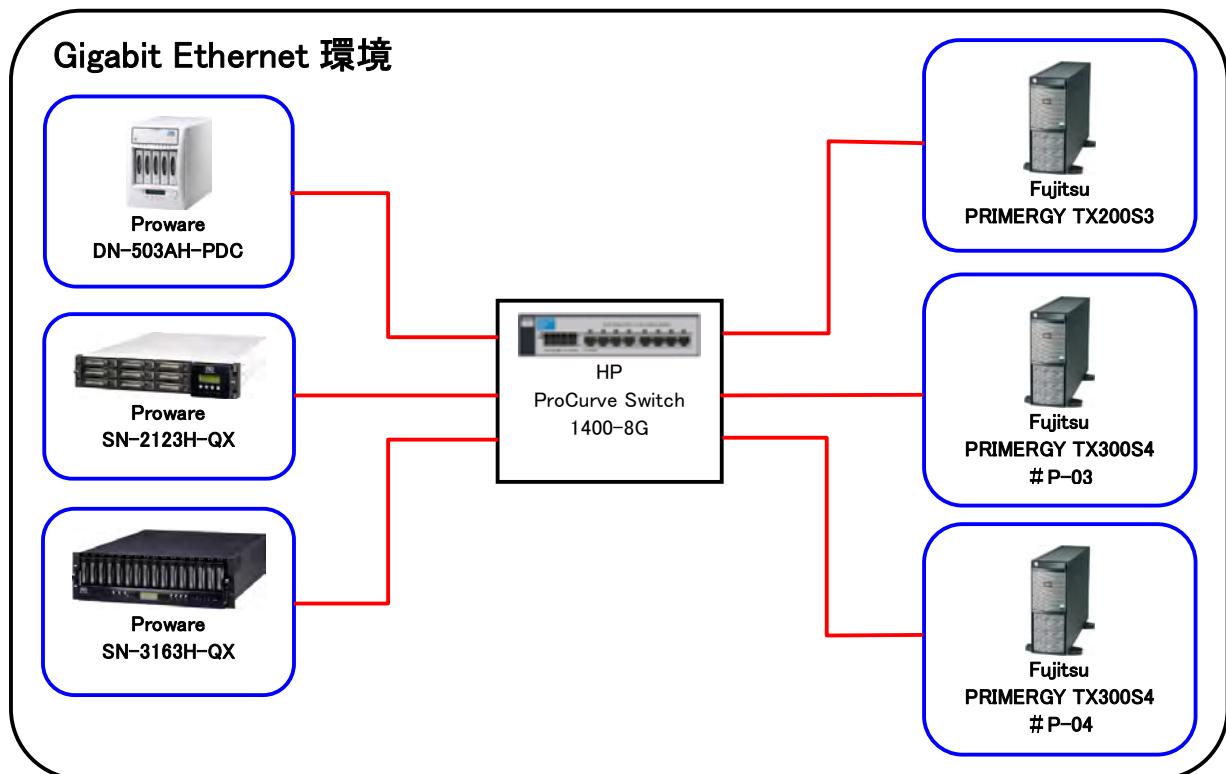 Gigabit Ethernet 環境
Proware
DN-503AH-PDC
Proware
SN-2123H-QX
Proware
SN-3163H-QX
HP
ProCurve Switch
1400-8G
Fujitsu
PRIMERGY TX200S3
Fujitsu
PRIMERGY TX300S4
#P-03
Fujitsu
PRIMERGY TX300S4
#P-04